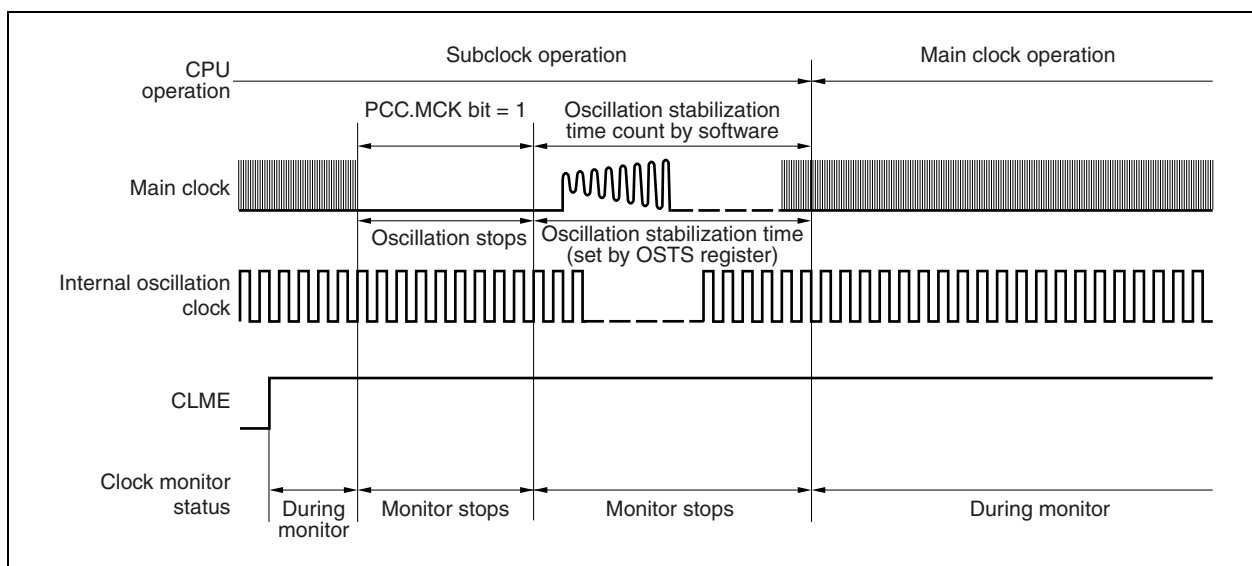 Subclock operation
Main clock operation
CPU
operation
PCC.MCK bit = 1
Oscillation stabilization
time count by software
Main clock
Oscillation stops
Oscillation stabilization time
(set by OSTS register)
Internal oscillation
clock
CLME
Clock monitor
status
During
monitor
Monitor stops
Monitor stops
During monitor